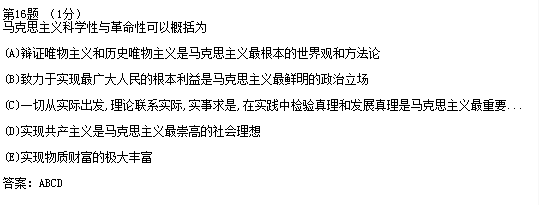 第16题 （1分）
马克思主义科学性与革命性可以概括为
(A)辩证唯物主义和历史唯物主义是马克思主义最根本的世界观和方法论
(B)致力于实现最广大人民的根本利益是马克思主义最鲜明的政治立场
(C)一切从实际出发,理论联系实际,实事求是,在实践中检验真理和发展真理是马克思主义最重要...
(D)实现共产主义是马克思主义最崇高的社会理想
(E)实现物质财富的极大丰富
答案：ABCD